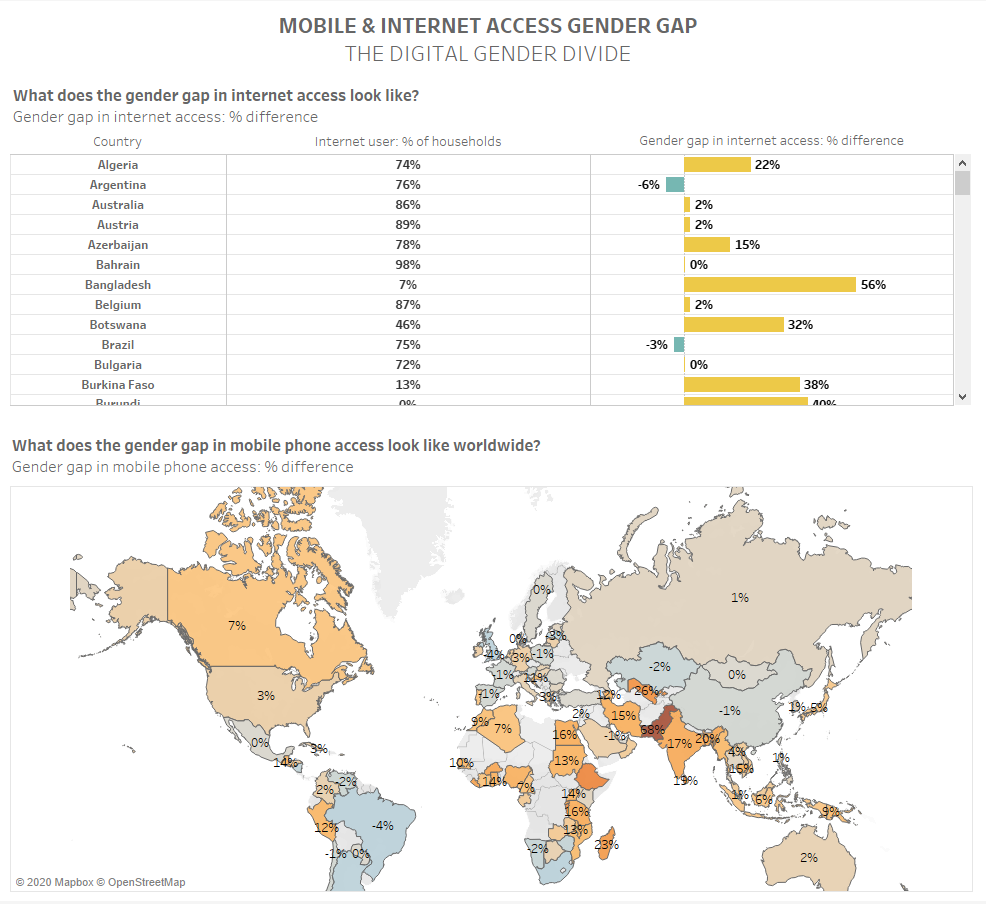 MOBILE & INTERNET ACCESS GENDER GAP
THE DIGITAL GENDER DIVIDE
What does the gender gap in internet access look like?
Gender gap in internet access: % difference
Country Internet user: % of households Gender gap in internet access: % difference
Algeria 74% 22%
Argentina 76% -6%
Australia 86% 2%
Austria 89% 2%
Azerbaijan 78% 15%
Bahrain 98% 0%
Bangladesh 7% 56%
Belgium 87% 2%
Botswana 46% 32%
Brazil 75% -3%
Bulgaria 72% 0%
Burkina Faso 13% 38%
Burundi 0% 40%
What does the gender gap in mobile phone access look like worldwide?
Gender gap in mobile phone access: % difference
0%
1%
7%
0% -3%
-4% 3% -1%
-2%
-1%
0%
3%
-1%
12% 26%
3%
9% 7%
2%
15%
-1%
1% 5%
0%
3%
16%
-1%
58%
17%
20%
4%
14%
10%
13%
15%
1%
2% -2%
14%
7%
14%
19%
12%
-4%
16%
1% 6%
9%
13%
-1% 0%
-2%
23%
2%
© 2020 Mapbox © OpenStreetMap